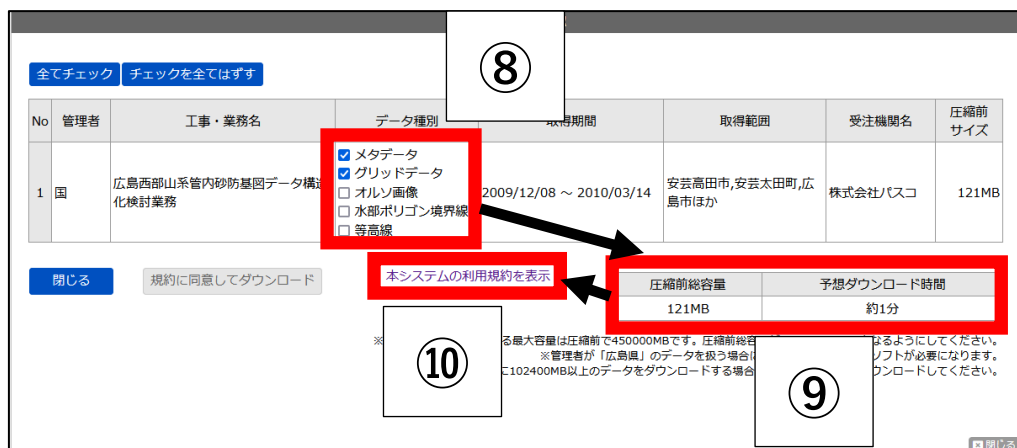 ⑧
全てチェック チェックを全てはずす
No 管理者 工事・業務名 データ種別 取得期間 取得範囲 受注機関名 圧縮前
サイズ
メタデータ
グリッドデータ
オルソ画像
水部ポリゴン境界線
等高線
1 国 広島西部山系管内砂防基図データ構造
化検討業務
2009/12/08 ～ 2010/03/14
安芸高田市,安芸太田町,広
島市ほか
株式会社パスコ 121MB
閉じる 規約に同意してダウンロード 本システムの利用規約を表示
圧縮前総容量 予想ダウンロード時間
121MB 約1分
※ る最大容量は圧縮前で450000MBです。圧縮前総容 なるようにしてください。
※管理者が「広島県」のデータを扱う場合に ソフトが必要になります。
に102400MB以上のデータをダウンロードする場合 ウンロードしてください。
⑩
⑨
閉じる